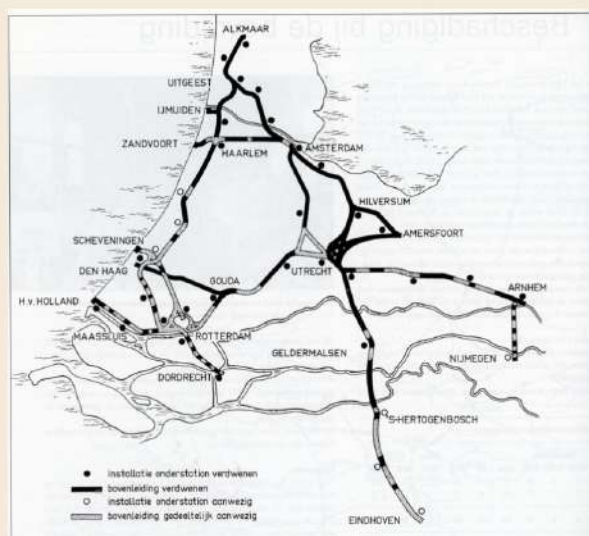 Beschadiging bij de
ALKMAAR
UITGEEST
IJMUIDEN
ZANDVOORT
HAARLEM
AMSTERDAM
HILVERSUM
SCHEVENINGEN
AMERSFOORT
DEN HAAG
GOUDA
UTRECHT
H.v. HOLLAND
ARNHEM
MAASSLUIS
ROTTERDAM
GELDERMALSEN
NIJMEGEN
DORDRECHT
S-HERTOGENBOSCH
EINDHOVEN
installatie onderstation verdwenen
bovenleiding verdwenen
installatie onderstation aanwezig
bovenleiding gedeeltelijk aanwezig